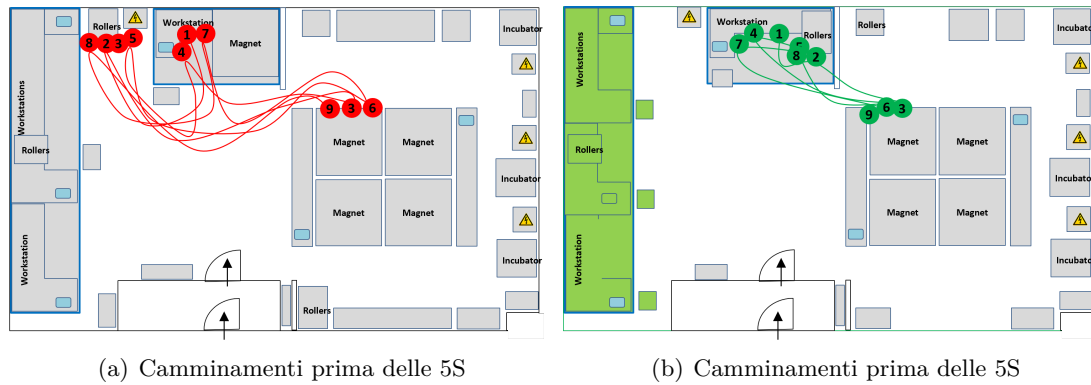 Rollers
Workstation
Incubator
8
2
3
5
1
7
4
Magnet
Workstations
9
3
6
Magnet
Magnet
Rollers
Incubator
Magnet
Magnet
Workstation
Incubator
Rollers
Workstation
Rollers
Incubator
4
1
7
5
8
2
Rollers
Workstations
6
3
9
Magnet
Magnet
Rollers
Incubator
Magnet
Magnet
Workstation
Incubator
(a) Camminamenti prima delle 5S
(b) Camminamenti prima delle 5S